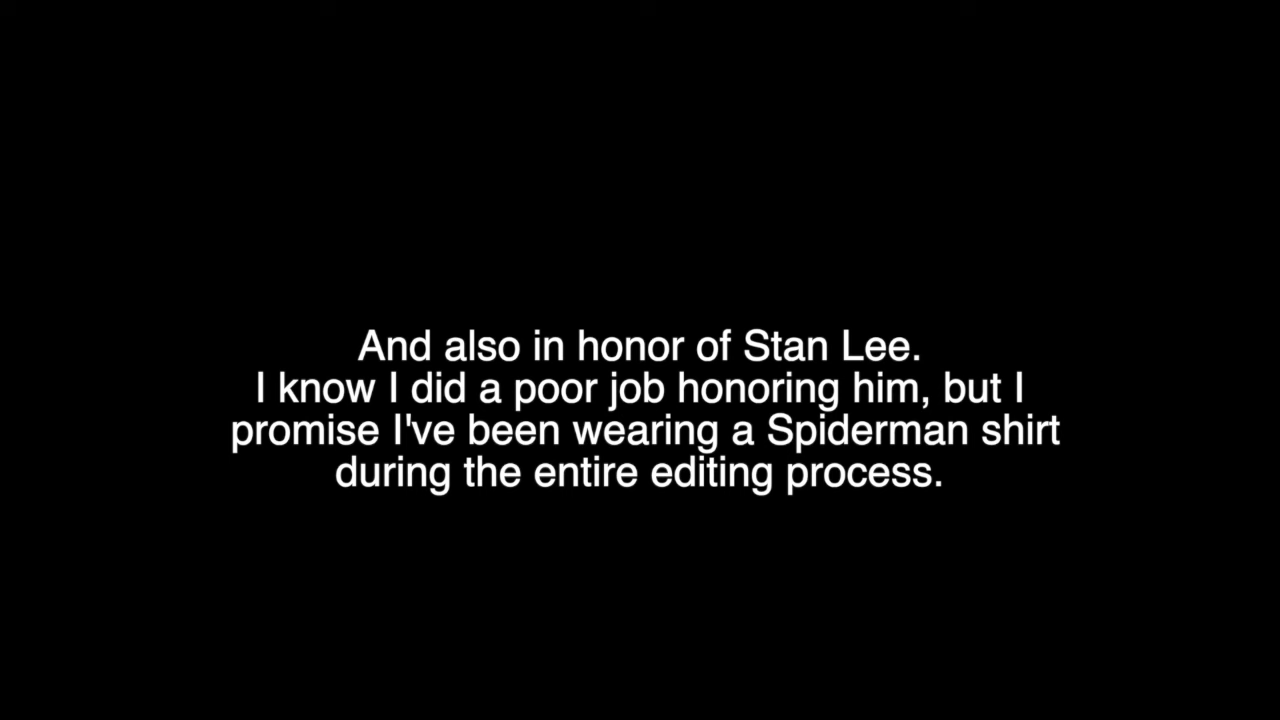 And also in honor of Stan Lee.
I know I did a poor job honoring him, but I
promise I've been wearing a Spiderman shirt
during the entire editing process.